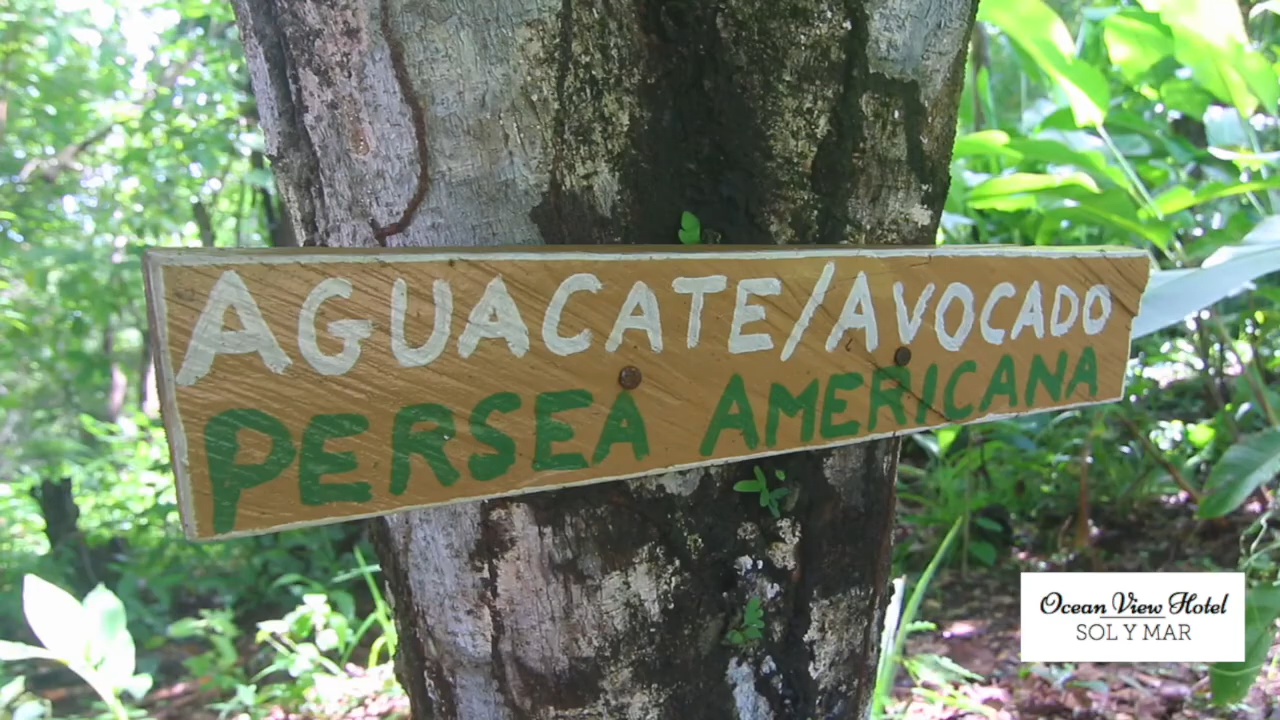 AGUACATE/AVOCADO
PERSEA AMERICANA
Ocean View Hotel
SOL Y MAR